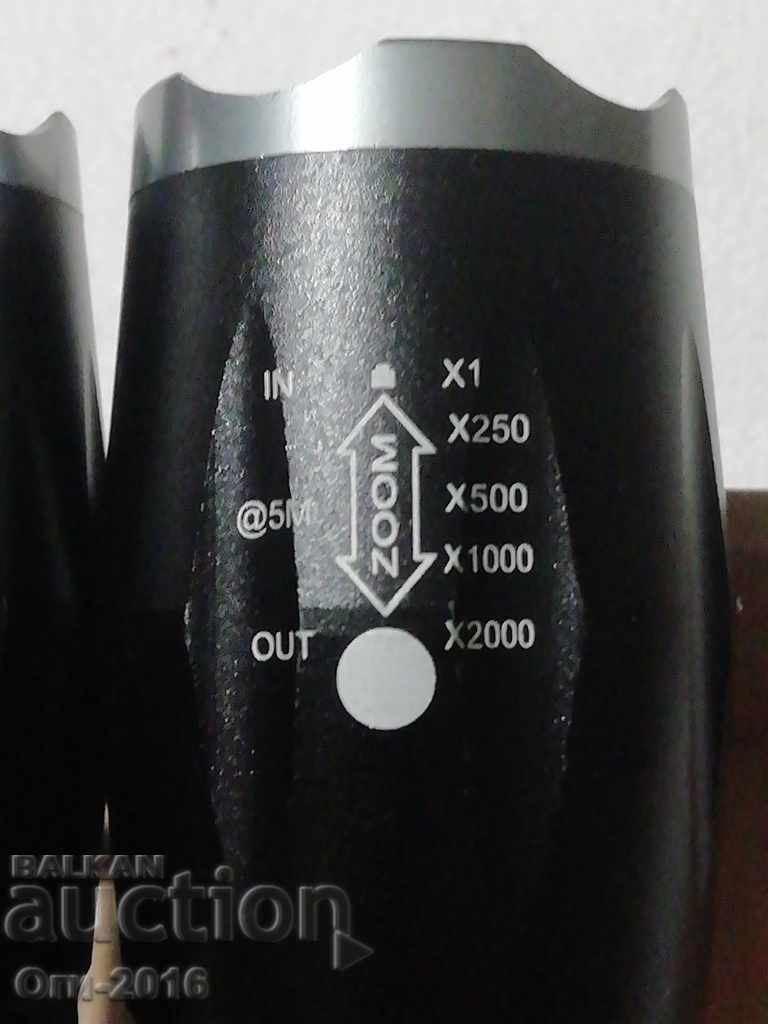 IN X1
X250
ZOOM
@5M X500
X1000
OUT X2000
BALKAN
auction
Om-2016